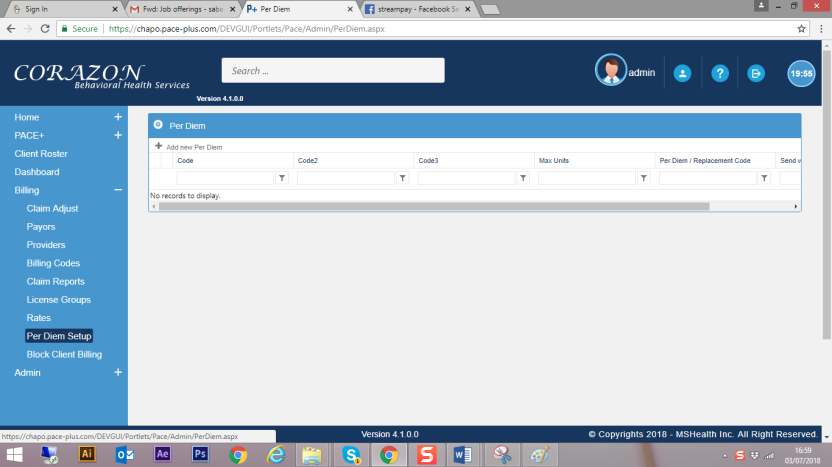 Sign In
Fwd: Job offerings - sabe
Per Diem
streampay - Facebook Se
Secure
https://chapo.pace-plus.com/DEVGUI/Portlets/Pace/Admin/PerDiem.aspx
CORAZON
Behavioral Health Services
Search ...
admin
?
19:55
Version 4.1.0.0
Home +
PACE+ +
Client Roster
Dashboard
Billing −
Claim Adjust
Payors
Providers
Billing Codes
Claim Reports
License Groups
Rates
Per Diem Setup
Block Client Billing
Admin +
Per Diem
+ Add new Per Diem
Code Code2 Code3 Max Units Per Diem / Replacement Code Send w
No records to display.
https://chapo.pace-plus.com/DEVGUI/Portlets/Pace/Admin/PerDiem.aspx
Version 4.1.0.0
© Copyrights 2018 - MSHealth Inc. All Right Reserved.
Ai
Ae
Ps
16:59
03/07/2018